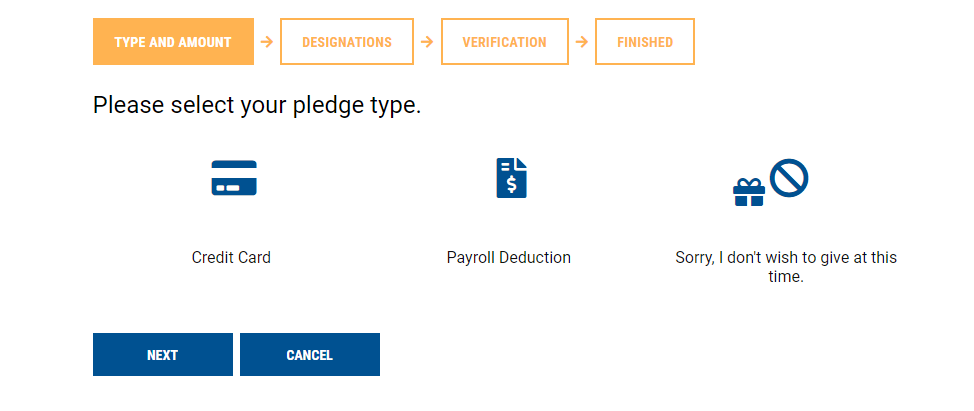 TYPE AND AMOUNT
DESIGNATIONS
VERIFICATION
FINISHED
Please select your pledge type.
Credit Card
Payroll Deduction
Sorry, I don't wish to give at this
time.
NEXT
CANCEL